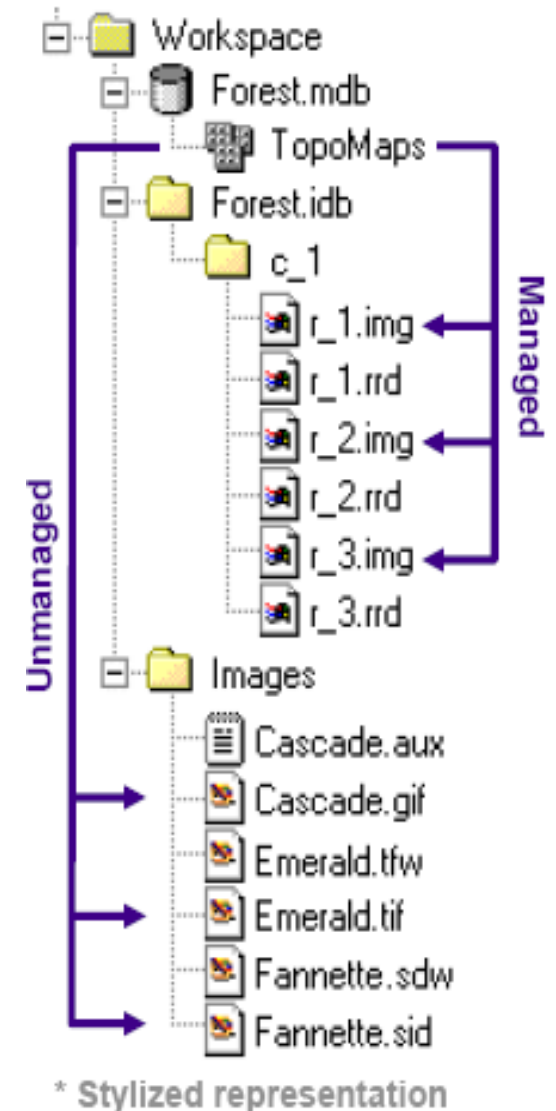 Workspace
Forest.mdb
TopoMaps
Forest.idb
c_1
r_1.img
r_1.rrd
r_2.img
r_2.rrd
r_3.img
r_3.rrd
Managed
Unmanaged
Images
Cascade.aux
Cascade.gif
Emerald.tfw
Emerald.tif
Fannette.sdw
Fannette.sid
* Stylized representation